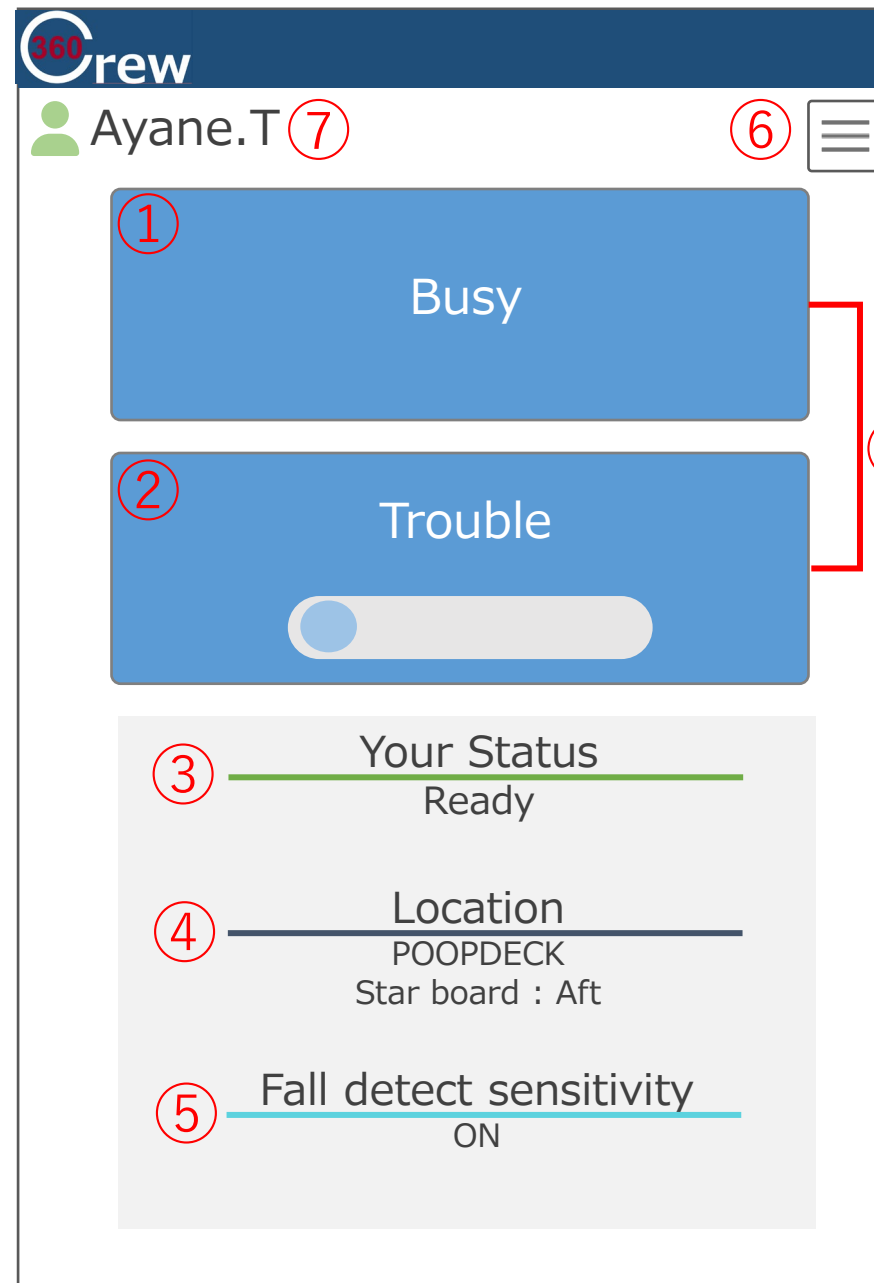 360 Crew
Ayane.T ⑦ ⑥
①
Busy
②
Trouble
Your Status
③
Ready
Location
④
POOPDECK
Star board : Aft
Fall detect sensitivity
⑤
ON